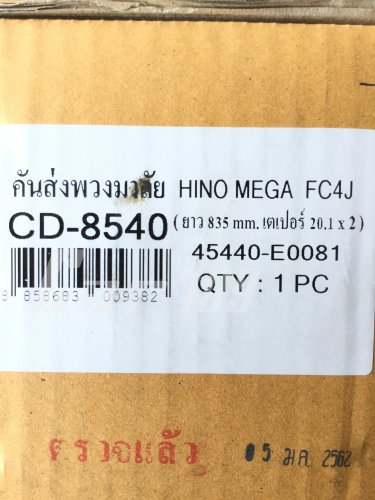 คันส่งพวงมาลัย HINO MEGA FC4J
CD-8540 (ยาว 835 mm. เตเปอร์ 20.1 x 2)
45440-E0081
8 858683 009382
QTY : 1 PC
ตรวจแล้ว
05 ม.ค. 2562